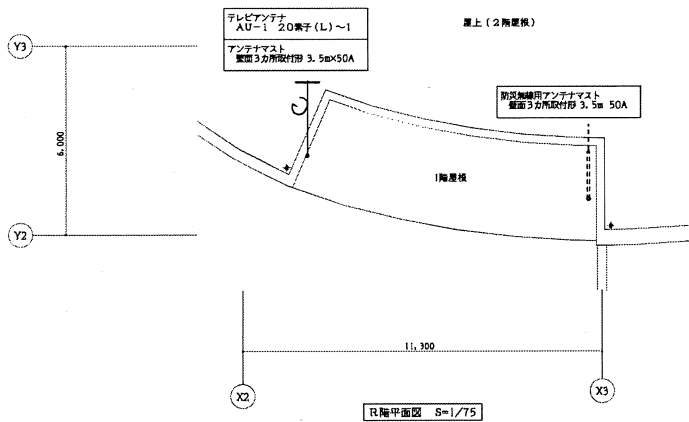 テレビアンテナ
AU-1 20素子(L)~1
アンテナマスト
壁面3カ所取付形 3.5m×50A
屋上(2階屋根)
防災無線用アンテナマスト
壁面3カ所取付形 3.5m 50A
Y3
6,000
1階屋根
Y2
11,300
X2
X3
R階平面図 S=1/75